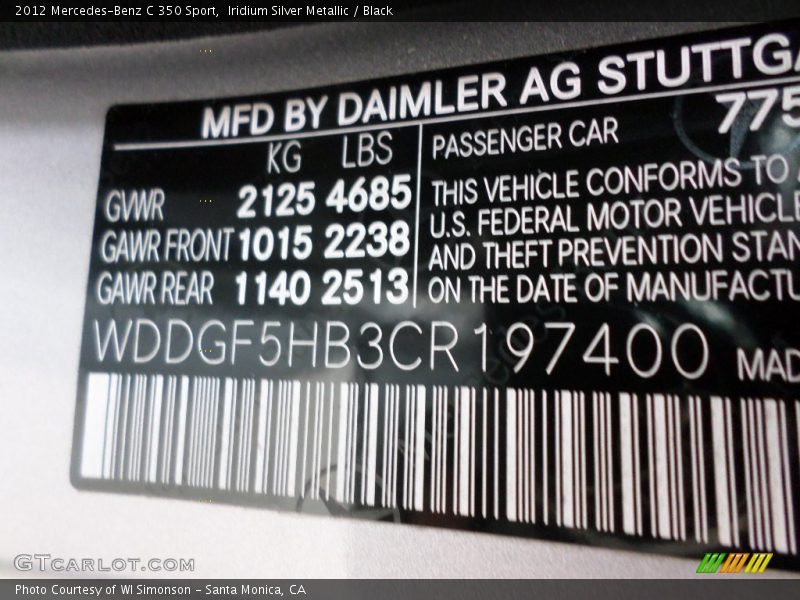 2012 Mercedes-Benz C 350 Sport,  Iridium Silver Metallic / Black
MFD BY DAIMLER AG STUTTGA
775
KG LBS
GVWR 2125 4685
GAWR FRONT 1015 2238
GAWR REAR 1140 2513
PASSENGER CAR
THIS VEHICLE CONFORMS TO
U.S. FEDERAL MOTOR VEHICLE
AND THEFT PREVENTION STAN
ON THE DATE OF MANUFACTU
WDDGF5HB3CR197400
MAD
GTCARLOT.COM
Photo Courtesy of WI Simonson - Santa Monica, CA